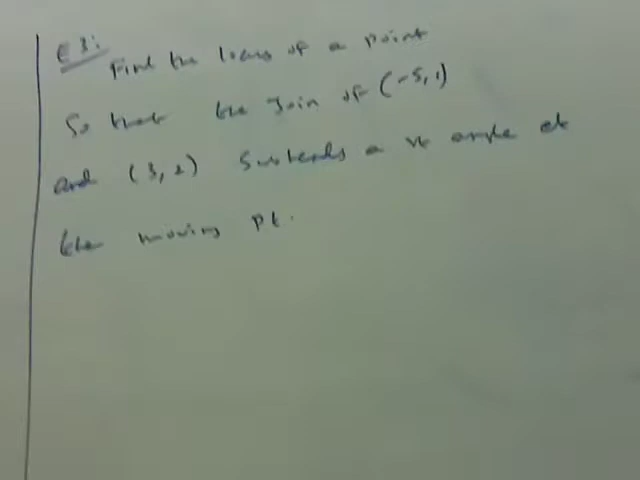 E 3:
Find the locus of a point
So that the Join of (-5,1)
and (3,2) subtends a rt angle at
the moving pt.